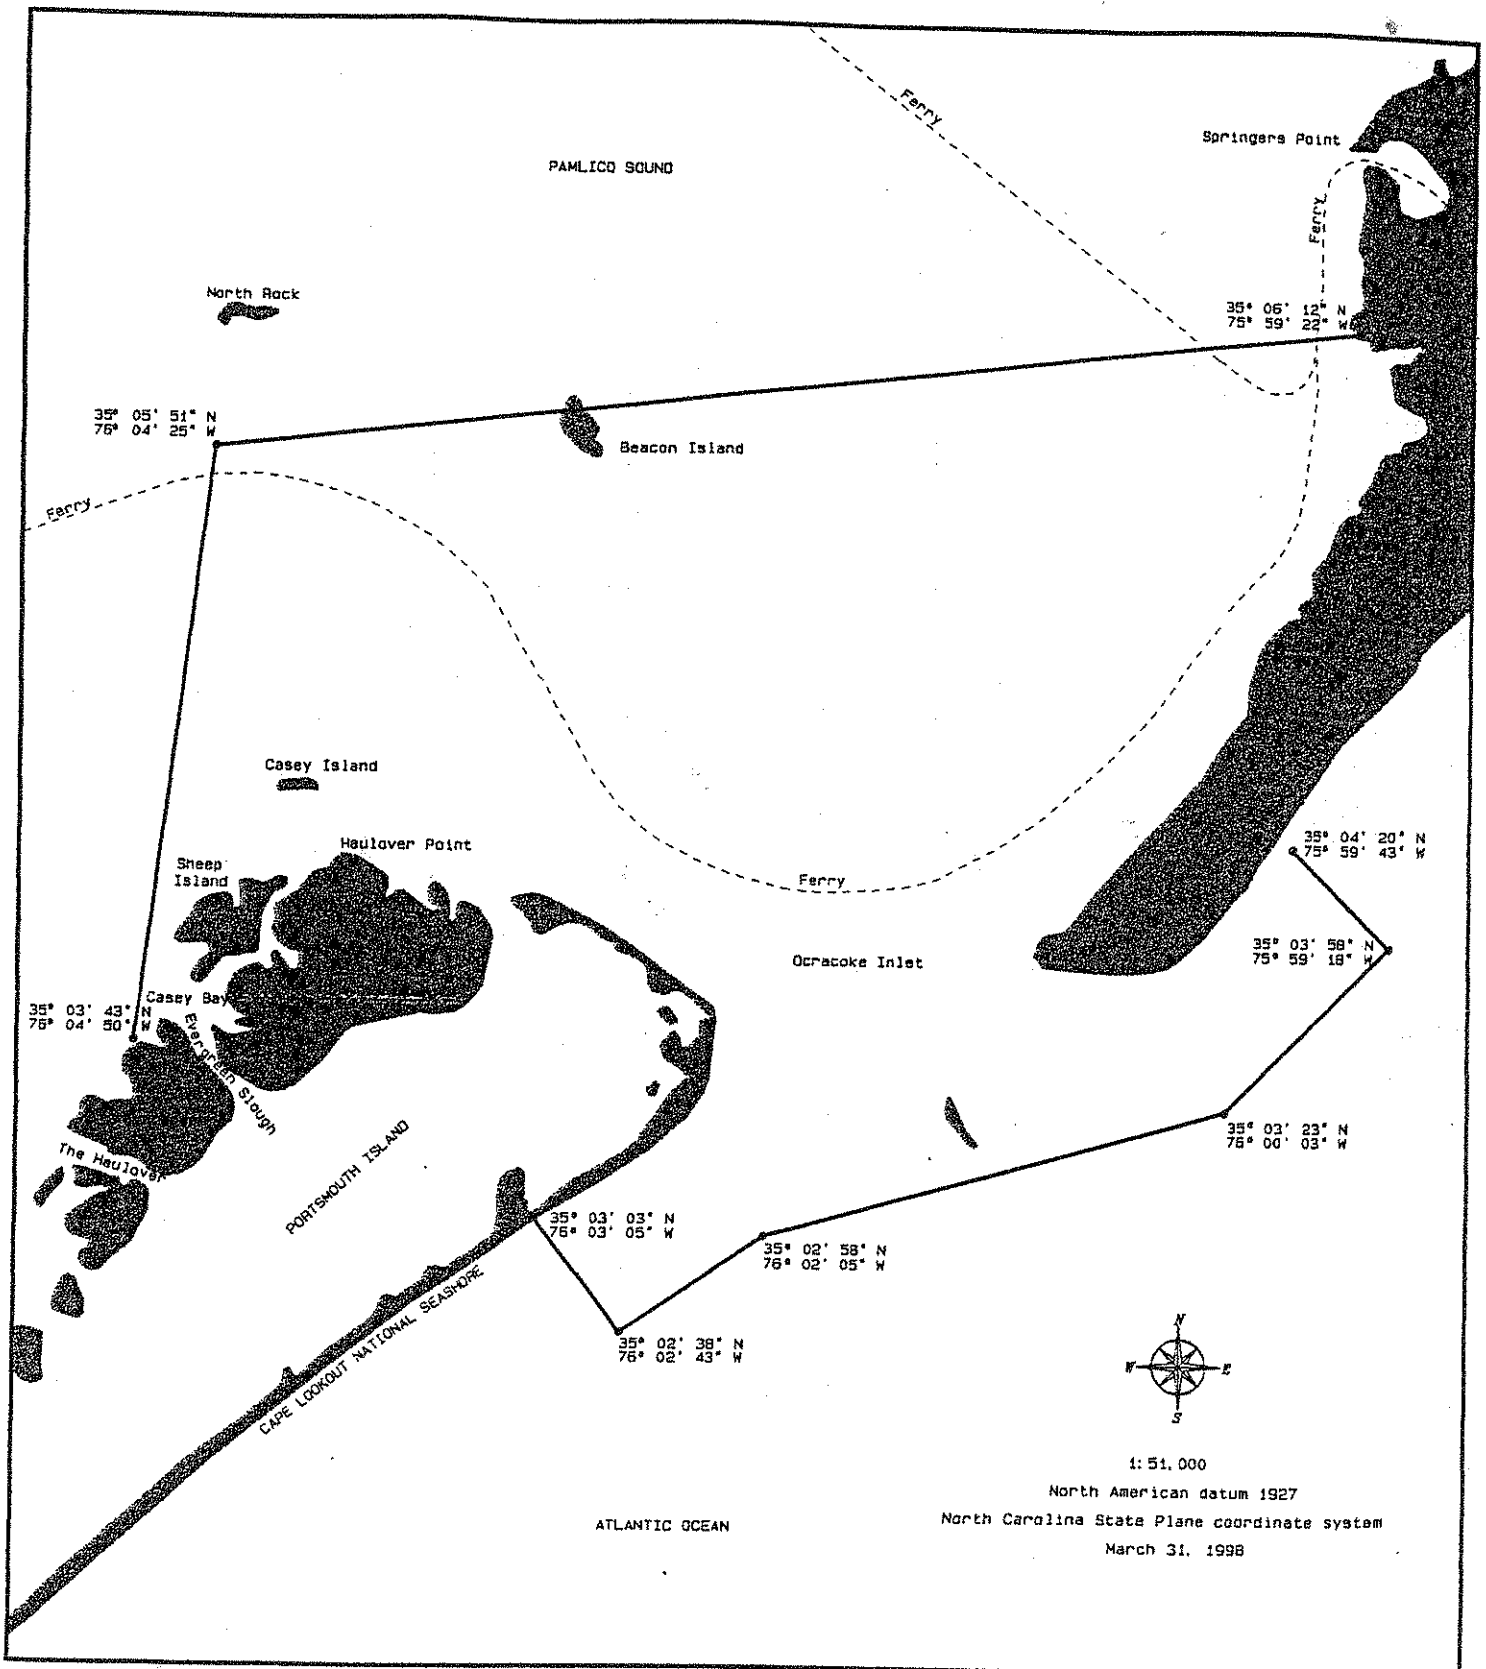 Ferry
Springers Point
PAMLICO SOUND
Ferry
North Rock
35° 06' 12" N
75° 59' 22" W
35° 05' 51" N
76° 04' 25" W
Beacon Island
Ferry
Casey Island
Haulover Point
35° 04' 20" N
75° 59' 43" W
Sheep
Island
Ferry
35° 03' 58" N
75° 59' 18" W
Ocracoke Inlet
Casey Bay
35° 03' 43" N
76° 04' 50" W
Evergreen Slough
35° 03' 23" N
76° 00' 03" W
The Haulover
PORTSMOUTH ISLAND
35° 03' 03" N
76° 03' 05" W
35° 02' 58" N
76° 02' 05" W
CAPE LOOKOUT NATIONAL SEASHORE
35° 02' 38" N
76° 02' 43" W
N
W E
S
1:51,000
North American datum 1927
ATLANTIC OCEAN
North Carolina State Plane coordinate system
March 31, 1998